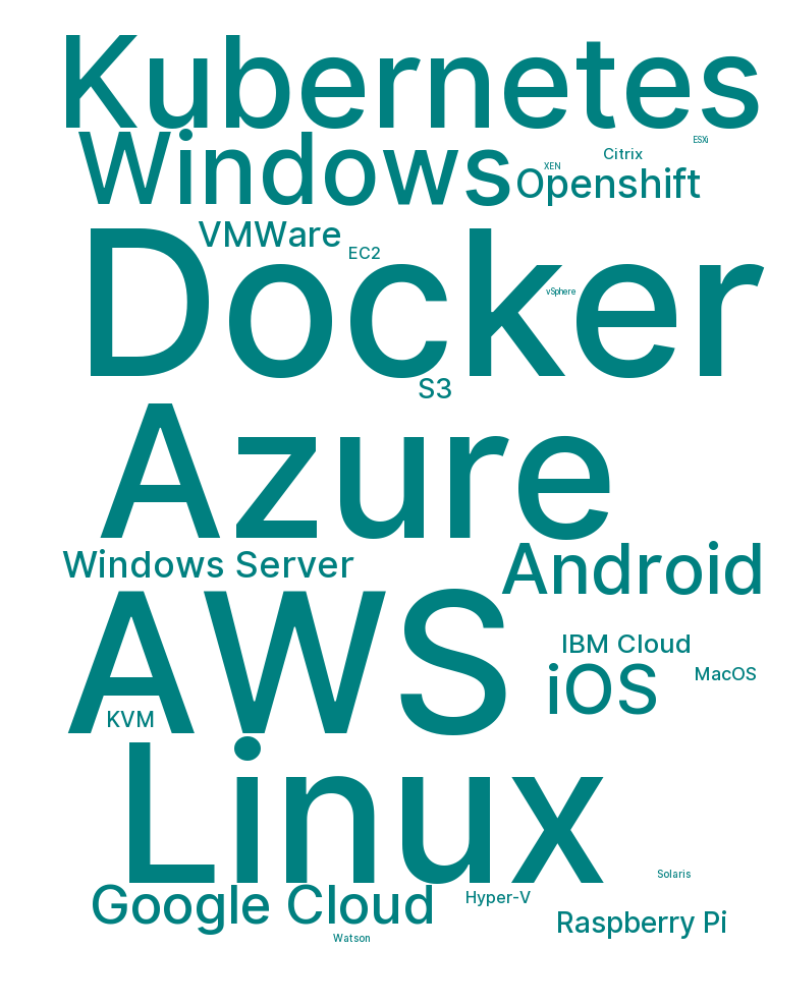 Kubernetes
ESXi
Windows
Citrix
XEN
Openshift
VMWare
EC2
Docker
vSphere
S3
Azure
Windows Server
Android
AWS
IBM Cloud
iOS
MacOS
KVM
Linux
Solaris
Google Cloud
Hyper-V
Raspberry Pi
Watson